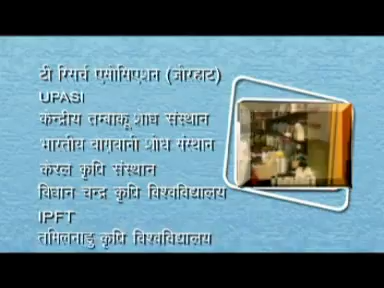 टी रिसर्च एसोसिएशन (जोरहाट)
UPASI
केन्द्रीय तम्बाकू शोध संस्थान
भारतीय बागवानी शोध संस्थान
केरल कृषि संस्थान
विधान चन्द्र कृषि विश्वविद्यालय
IPFT
तमिलनाडु कृषि विश्वविद्यालय